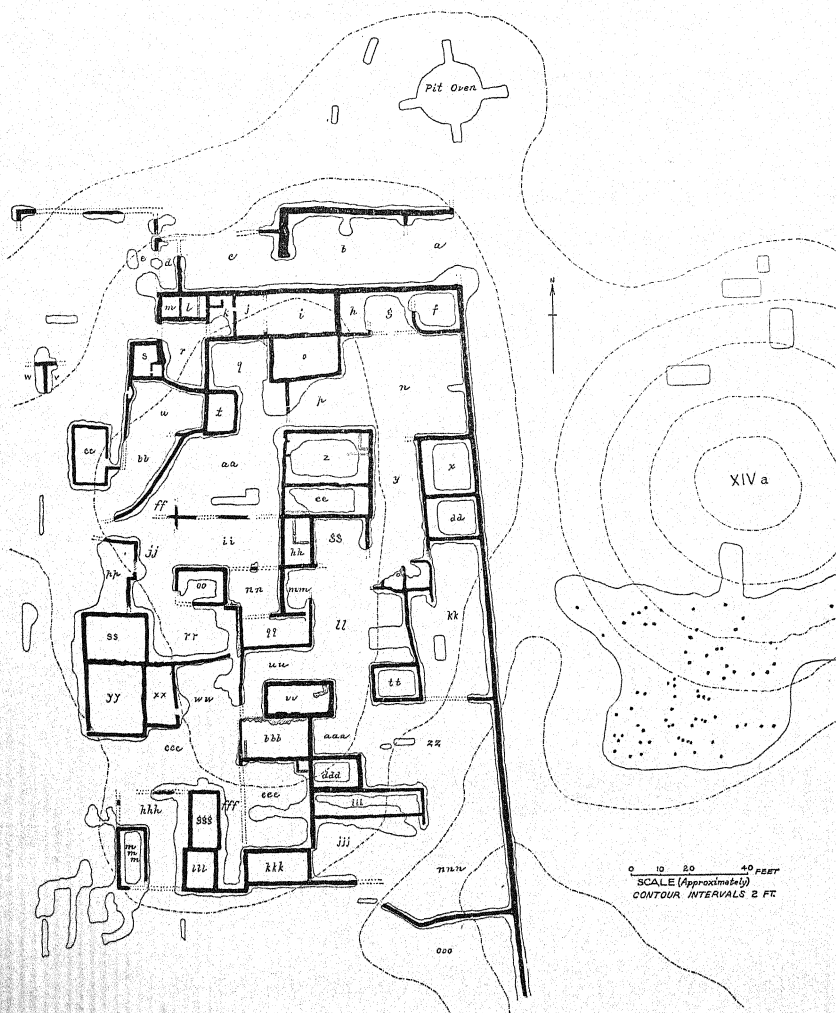 Pit Oven
N
c b a
e d
m l k j i h g f
r
s q o
w v n
p
u t
cc bb aa z y x
ee
ff dd
ii hh gg
jj
pp oo nn mm
ss rr qq ll kk
uu
tt
yy xx ww vv
bbb aaa zz
ccc
ddd
eee
hhh ggg fff iii
jjj
m
m
m
lll kkk nnn
ooo
XIV a
0 10 20 40 FEET
SCALE (Approximately)
CONTOUR INTERVALS 2 FT.